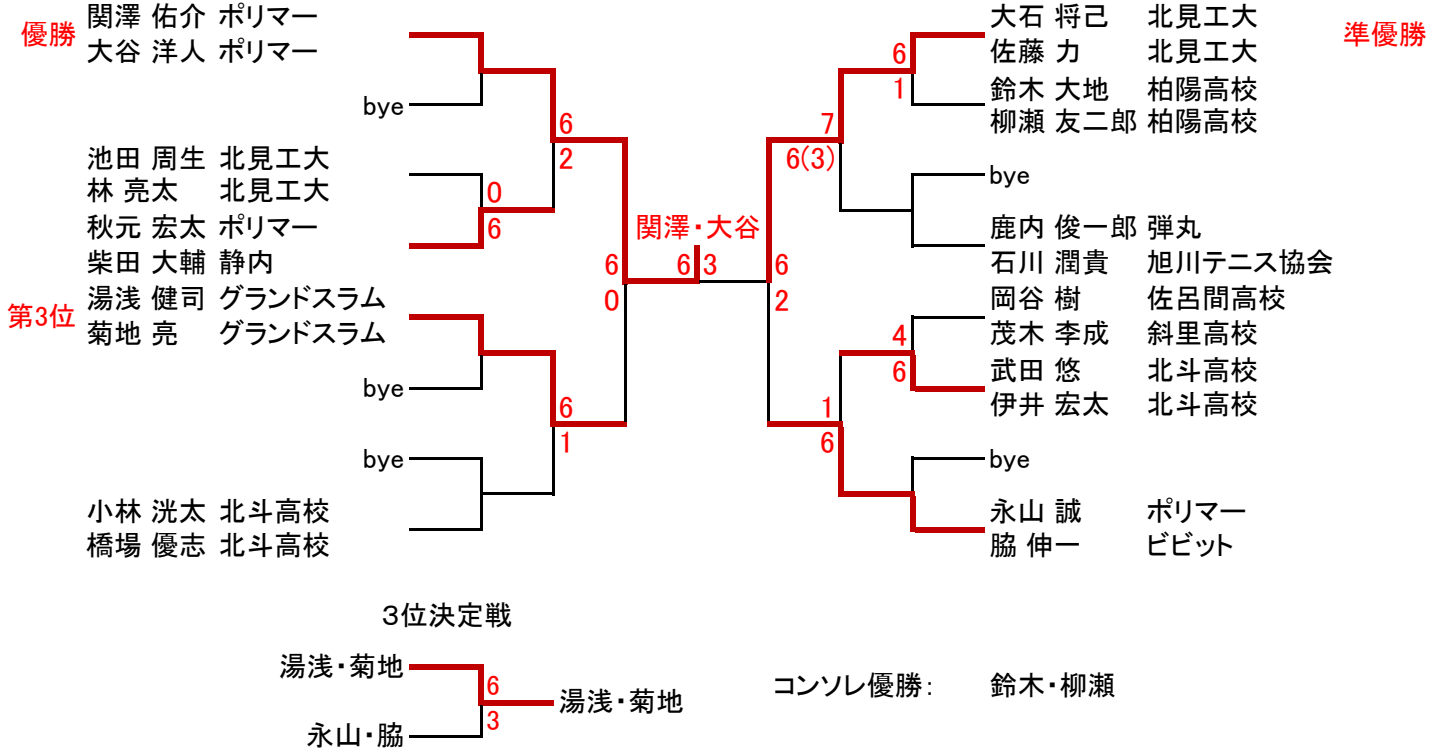 優勝
関澤 佑介 ポリマー
大谷 洋人 ポリマー
bye
池田 周生 北見工大
林 亮太 北見工大
秋元 宏太 ポリマー
柴田 大輔 静内
第3位
湯浅 健司 グランドスラム
菊地 亮 グランドスラム
bye
bye
小林 洸太 北斗高校
橋場 優志 北斗高校
6
2
0
6
6
1
6
0
関澤・大谷
6 3
6
2
7
6(3)
6
1
4
6
1
6
大石 将己 北見工大
佐藤 力 北見工大
準優勝
鈴木 大地 柏陽高校
柳瀬 友二郎 柏陽高校
bye
鹿内 俊一郎 弾丸
石川 潤貴 旭川テニス協会
岡谷 樹 佐呂間高校
茂木 李成 斜里高校
武田 悠 北斗高校
伊井 宏太 北斗高校
bye
永山 誠 ポリマー
脇 伸一 ビビット
３位決定戦
湯浅・菊地
6
3
湯浅・菊地
永山・脇
コンソレ優勝: 鈴木・柳瀬